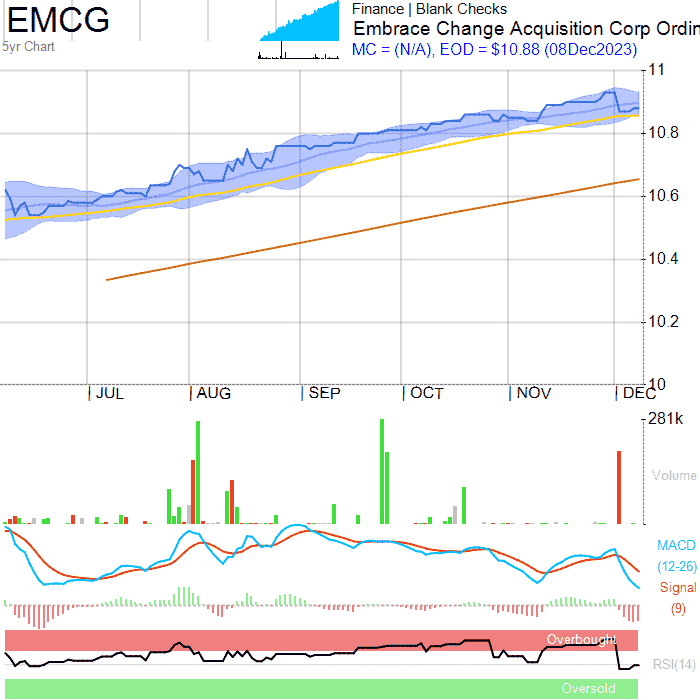 EMCG
5yr Chart
Finance | Blank Checks
Embrace Change Acquisition Corp Ordin
MC = (N/A), EOD = $10.88 (08Dec2023)
11
10.8
10.6
10.4
10.2
10
JUL AUG SEP OCT NOV DEC
281k
Volume
MACD
(12-26)
Signal
(9)
Overbought
RSI(14)
Oversold